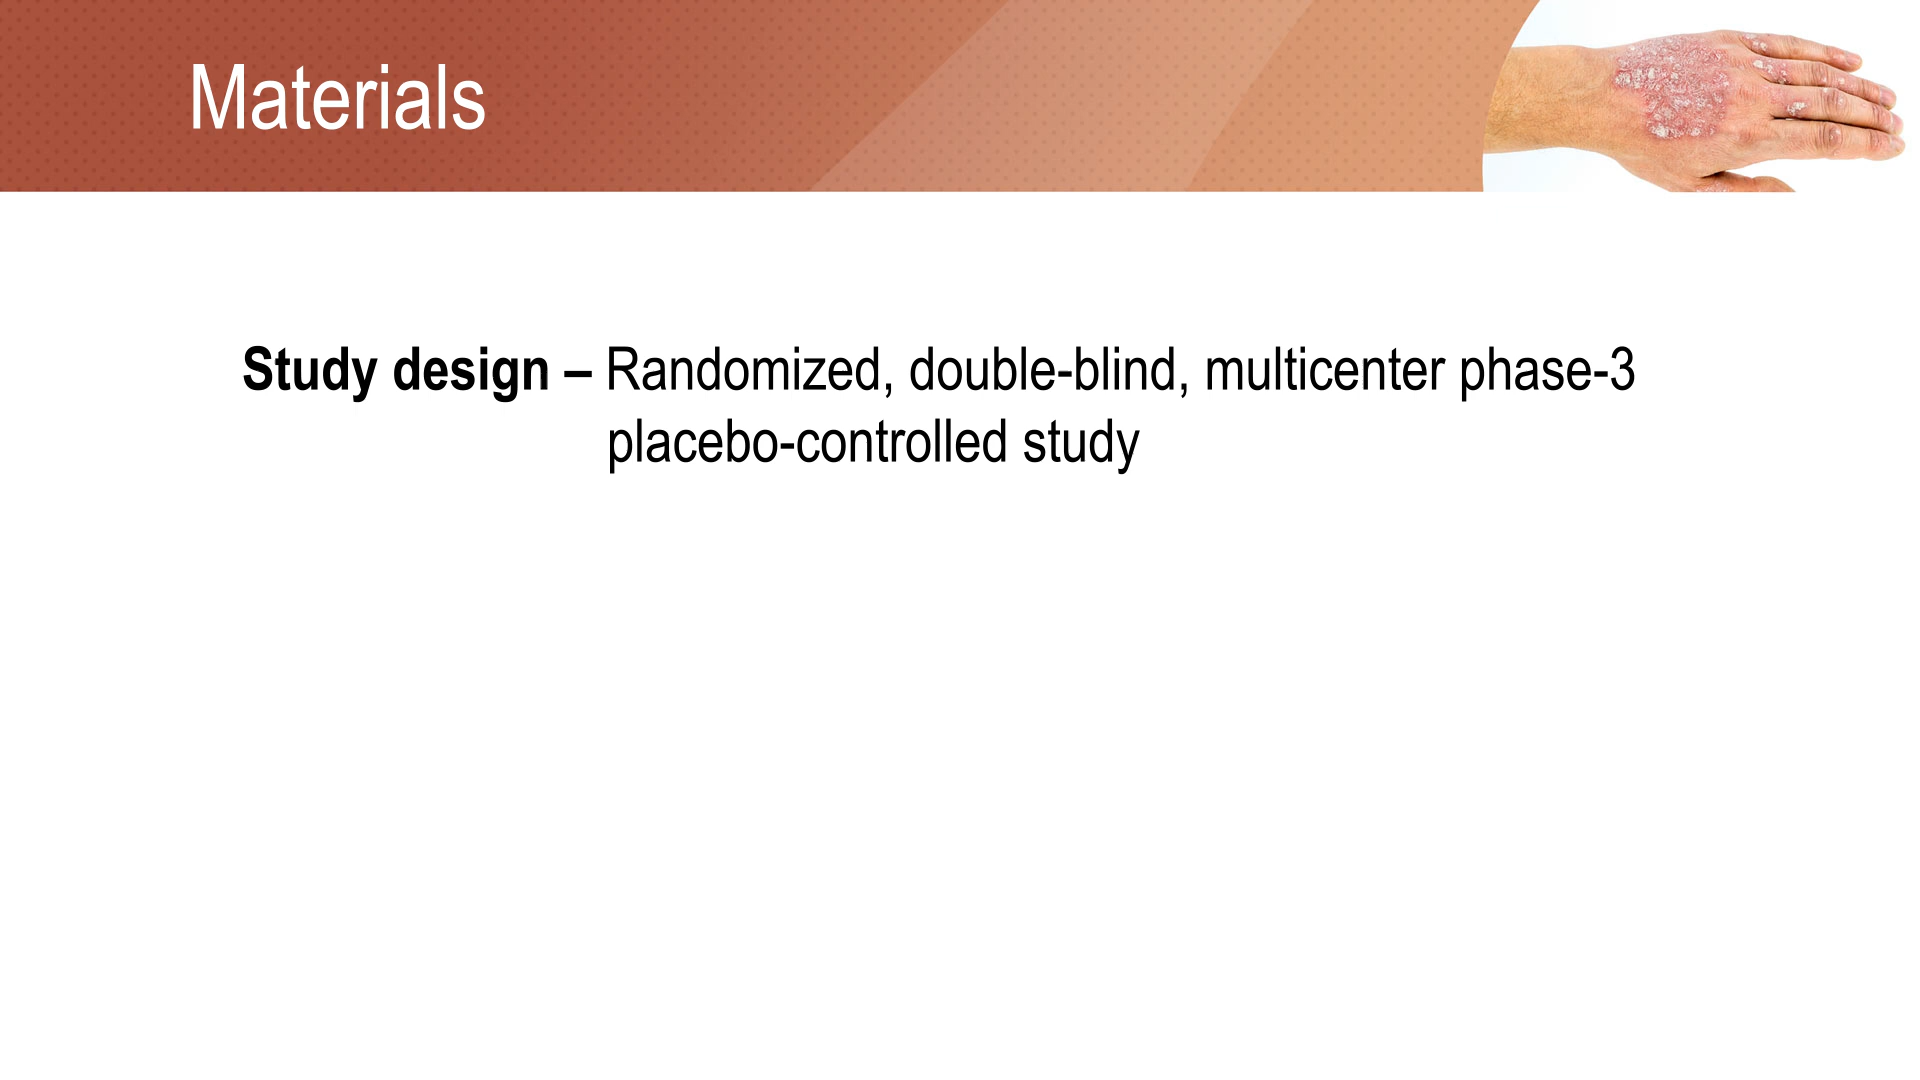 Materials
Study design – Randomized, double-blind, multicenter phase-3
placebo-controlled study